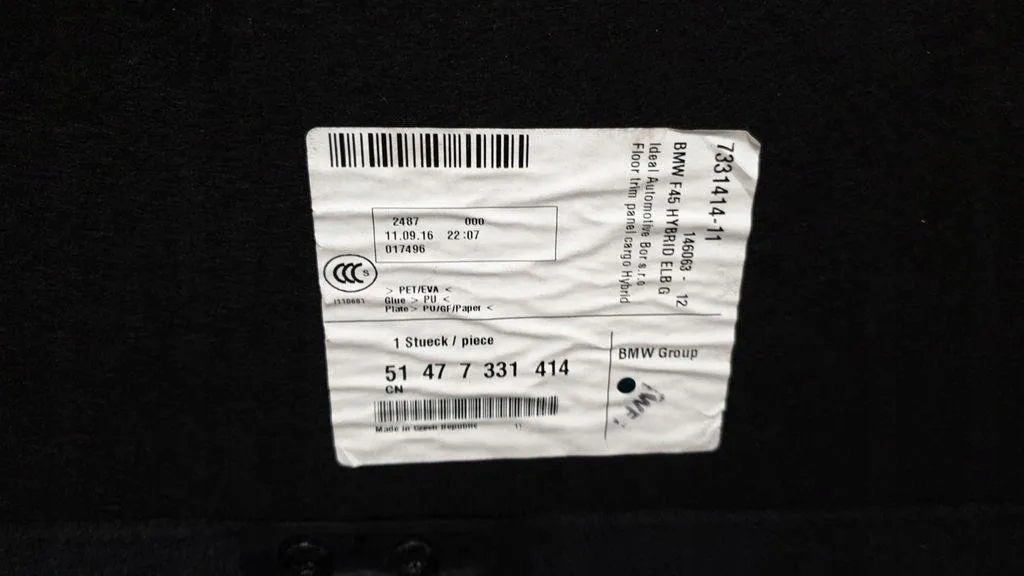 7331414-11
146063 - 12
BMW F45 HYBRID ELB G
Ideal Automotive Bor s.r.o
Floor trim panel cargo Hybrid
2487 000
11.09.16 22:07
017496
CCC S
> PET/EVA <
Glue > PU <
Plate > PU/GF/Paper <
1 Stueck / piece
51 47 7 331 414
CN
Made in Czech Republic 11
BMW Group